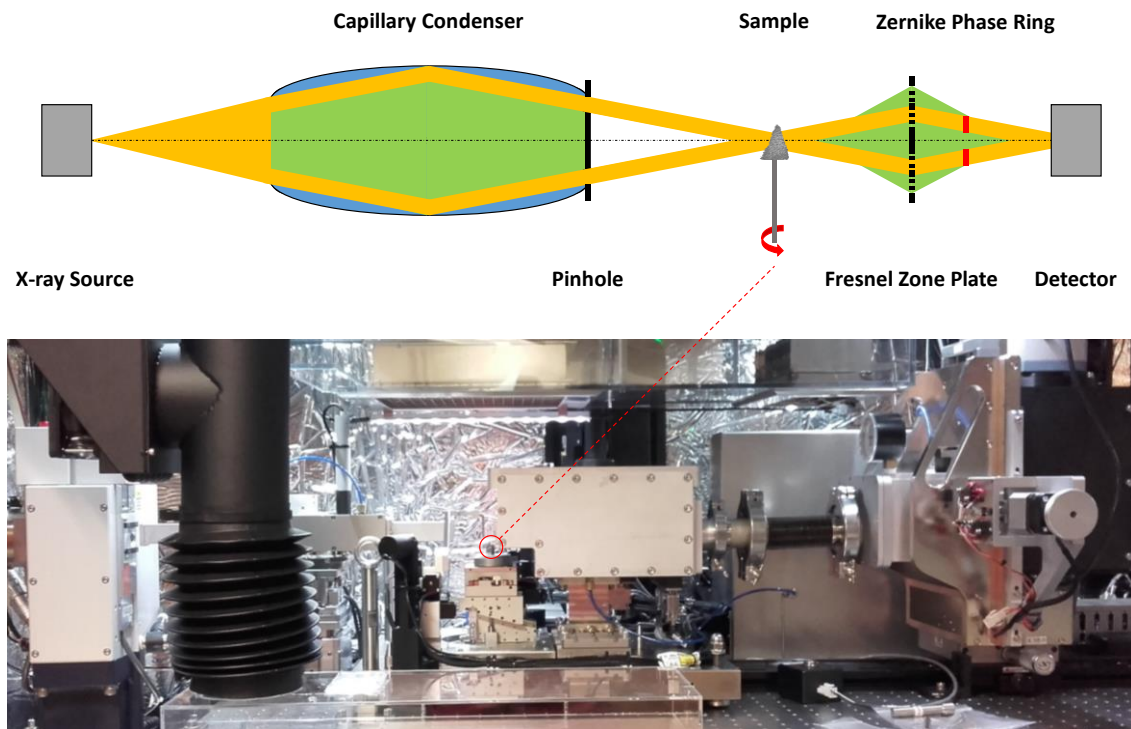 Capillary Condenser
Sample
Zernike Phase Ring
X-ray Source
Pinhole
Fresnel Zone Plate
Detector